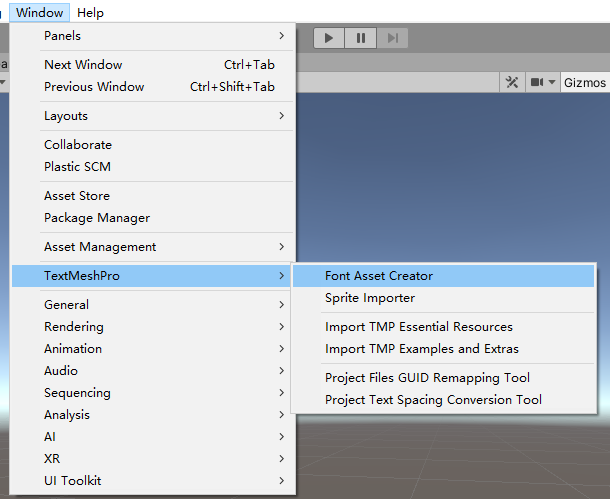 Window Help
Panels
Next Window Ctrl+Tab
Previous Window Ctrl+Shift+Tab
Gizmos
Layouts
Collaborate
Plastic SCM
Asset Store
Package Manager
Asset Management
TextMeshPro
Font Asset Creator
Sprite Importer
Import TMP Essential Resources
Import TMP Examples and Extras
Project Files GUID Remapping Tool
Project Text Spacing Conversion Tool
General
Rendering
Animation
Audio
Sequencing
Analysis
AI
XR
UI Toolkit